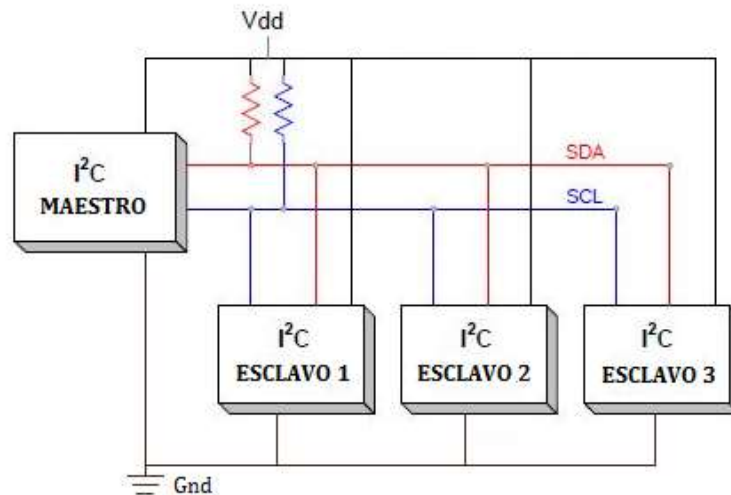 Vdd
I²C
MAESTRO
SDA
SCL
I²C
ESCLAVO 1
I²C
ESCLAVO 2
I²C
ESCLAVO 3
Gnd